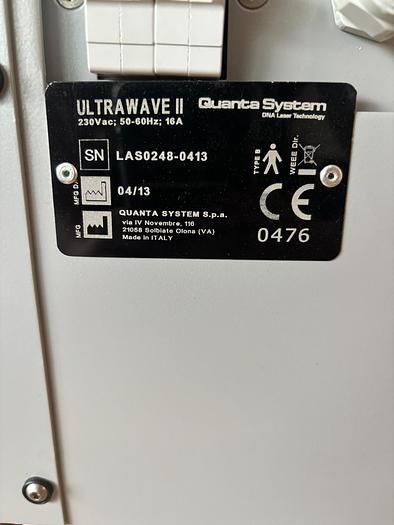 ULTRAWAVE II
Quanta System
DNA Laser Technology
230Vac; 50-60Hz; 16A
SN LAS0248-0413
TYPE B
WEEE Dir.
MFG D. 04/13
MFG
QUANTA SYSTEM S.p.a.
via IV Novembre, 116
21058 Solbiate Olona (VA)
Made in ITALY
CE
0476